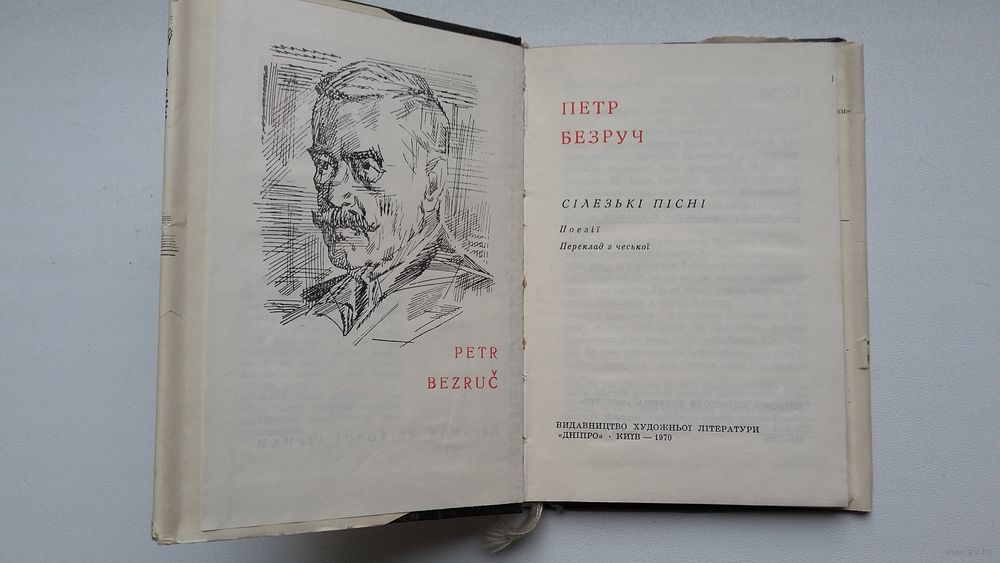 PETR
BEZRUČ
ПЕТР
БЕЗРУЧ
СІЛЕЗЬКІ ПІСНІ
Поезії
Переклад з чеської
ВИДАВНИЦТВО ХУДОЖНЬОЇ ЛІТЕРАТУРИ
«ДНІПРО» · КИЇВ — 1970